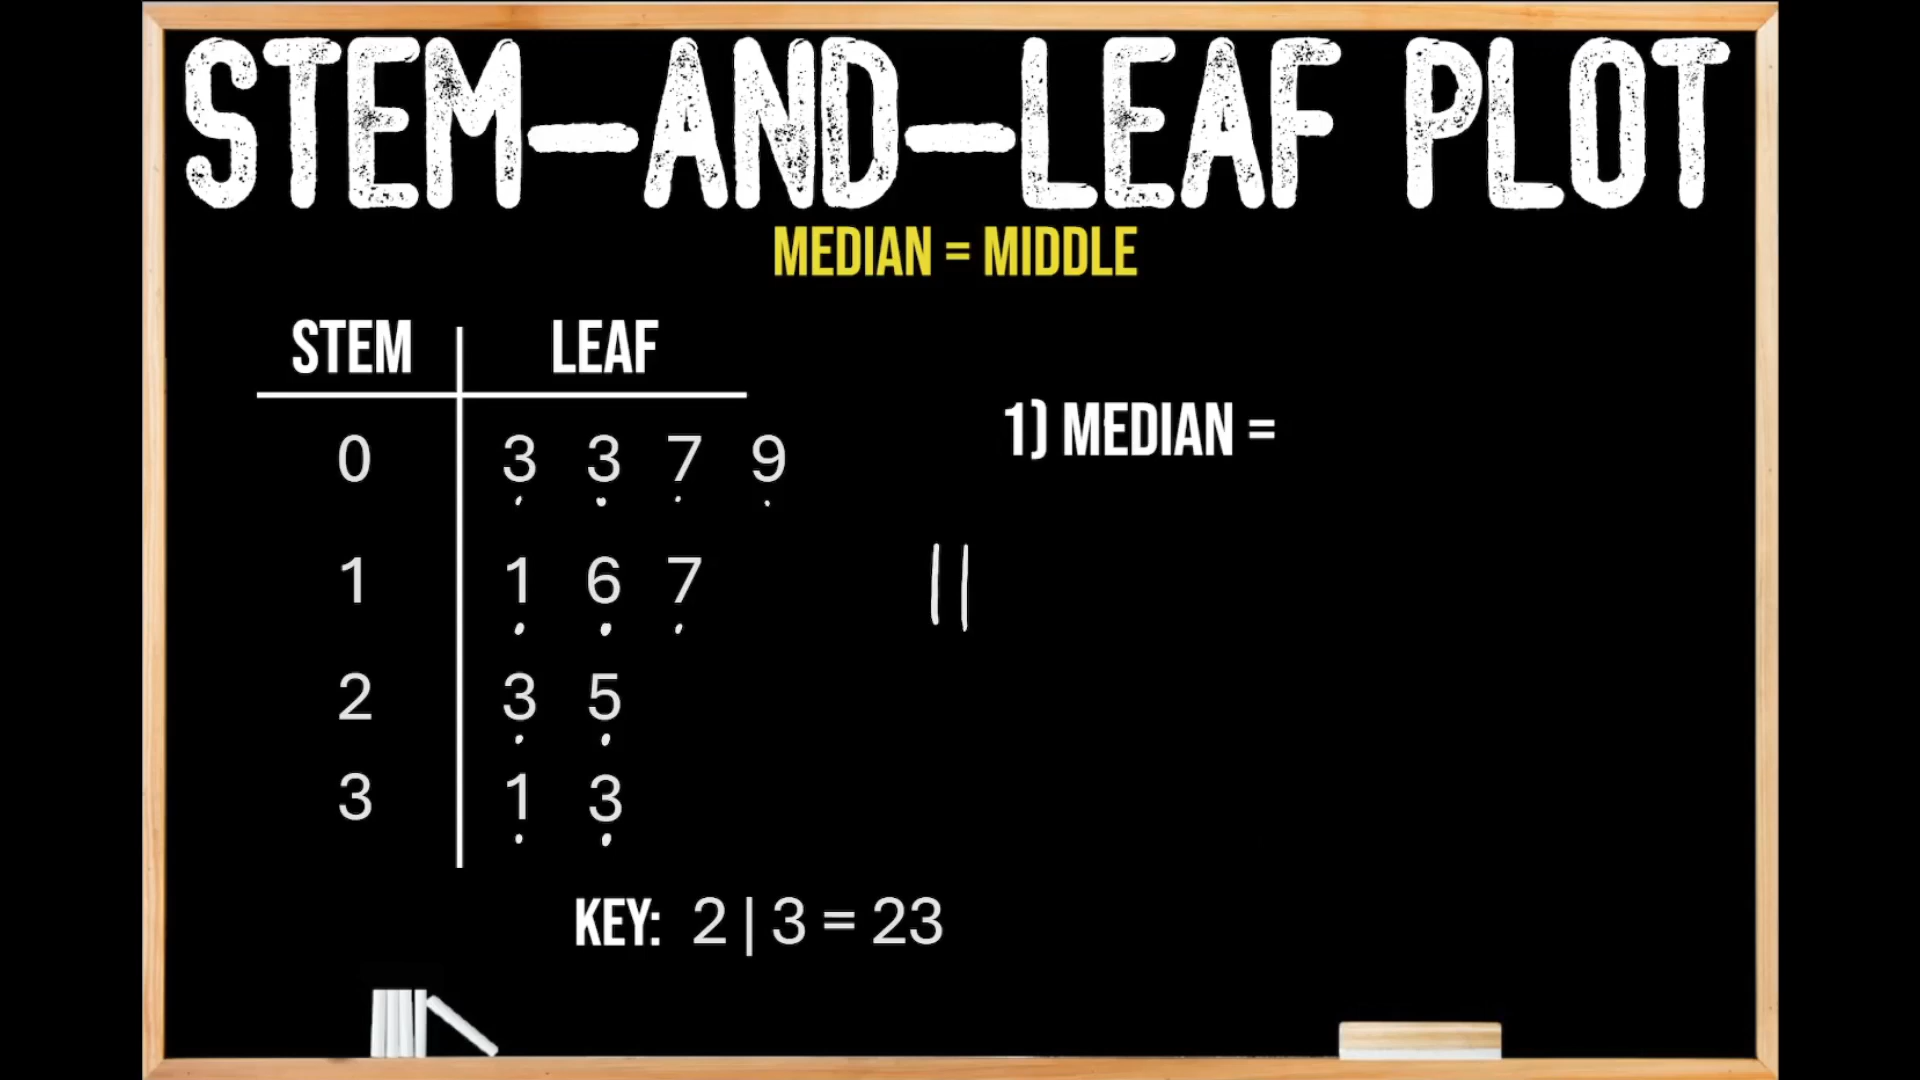 STEM-AND-LEAF PLOT
MEDIAN = MIDDLE
STEM LEAF
0 3 3 7 9
1 1 6 7
2 3 5
3 1 3
KEY: 2 | 3 = 23
1) MEDIAN =
11